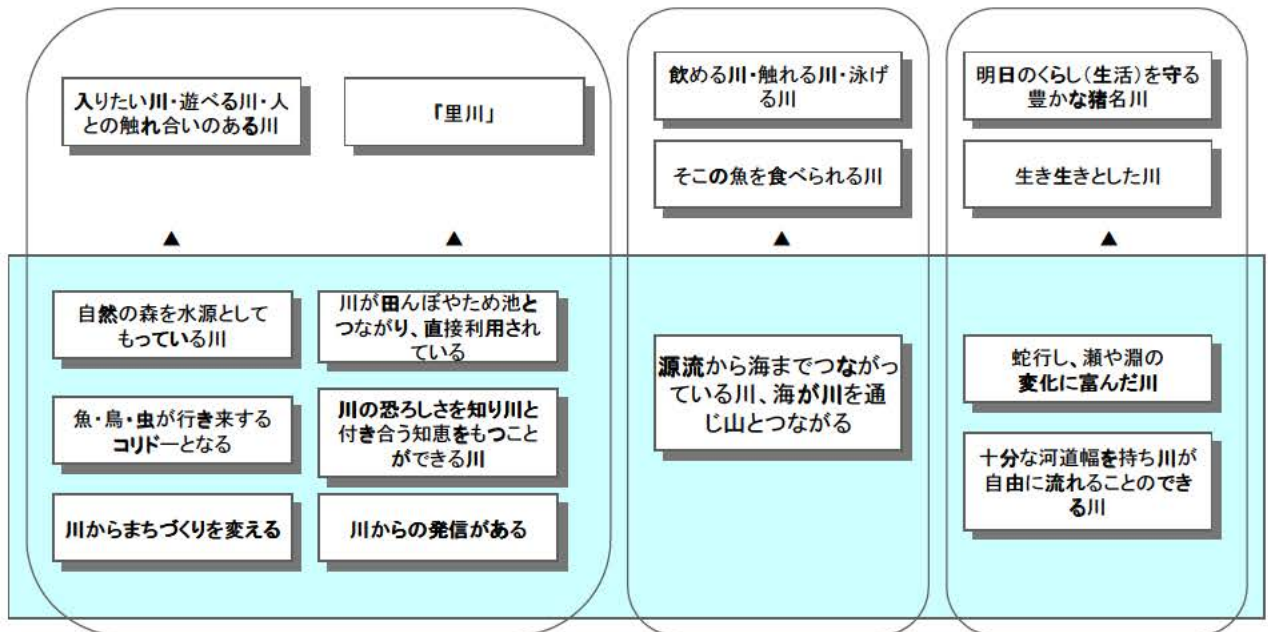 入りたい川・遊べる川・人
との触れ合いのある川
「里川」
▲
▲
自然の森を水源として
もっている川
川が田んぼやため池と
つながり、直接利用され
ている
魚・鳥・虫が行き来する
コリドーとなる
川の恐ろしさを知り川と
付き合う知恵をもつこと
ができる川
川からまちづくりを変える
川からの発信がある
飲める川・触れる川・泳げ
る川
そこの魚を食べられる川
▲
源流から海までつながっ
ている川、海が川を通
じ山とつながる
明日のくらし（生活）を守る
豊かな猪名川
生き生きとした川
▲
蛇行し、瀬や淵の
変化に富んだ川
十分な河道幅を持ち川が
自由に流れることのでき
る川